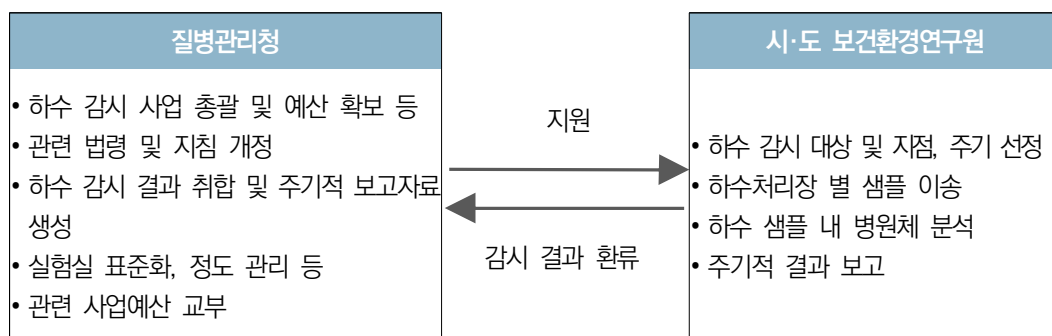 질병관리청
• 하수 감시 사업 총괄 및 예산 확보 등
• 관련 법령 및 지침 개정
• 하수 감시 결과 취합 및 주기적 보고자료
생성
• 실험실 표준화, 정도 관리 등
• 관련 사업예산 교부
지원
감시 결과 환류
시·도 보건환경연구원
• 하수 감시 대상 및 지점, 주기 선정
• 하수처리장 별 샘플 이송
• 하수 샘플 내 병원체 분석
• 주기적 결과 보고